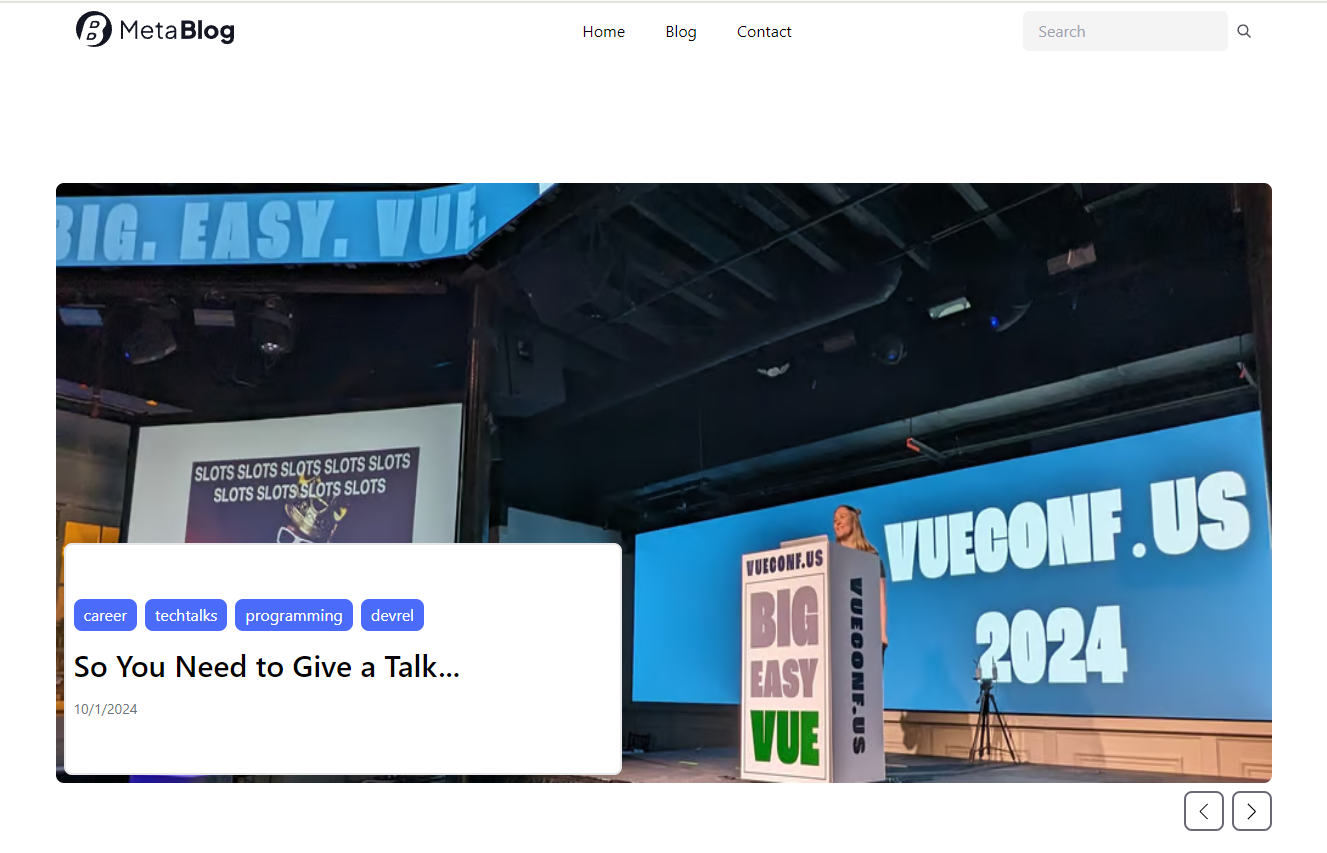 MetaBlog
Home
Blog
Contact
Search
BIG. EASY. VUE.
SLOTS SLOTS SLOTS SLOTS SLOTS
SLOTS SLOTS SLOTS SLOTS
VUECONF.US
2024
VUECONF.US
BIG
EASY
VUE
VUECONF.US
career
techtalks
programming
devrel
So You Need to Give a Talk...
10/1/2024